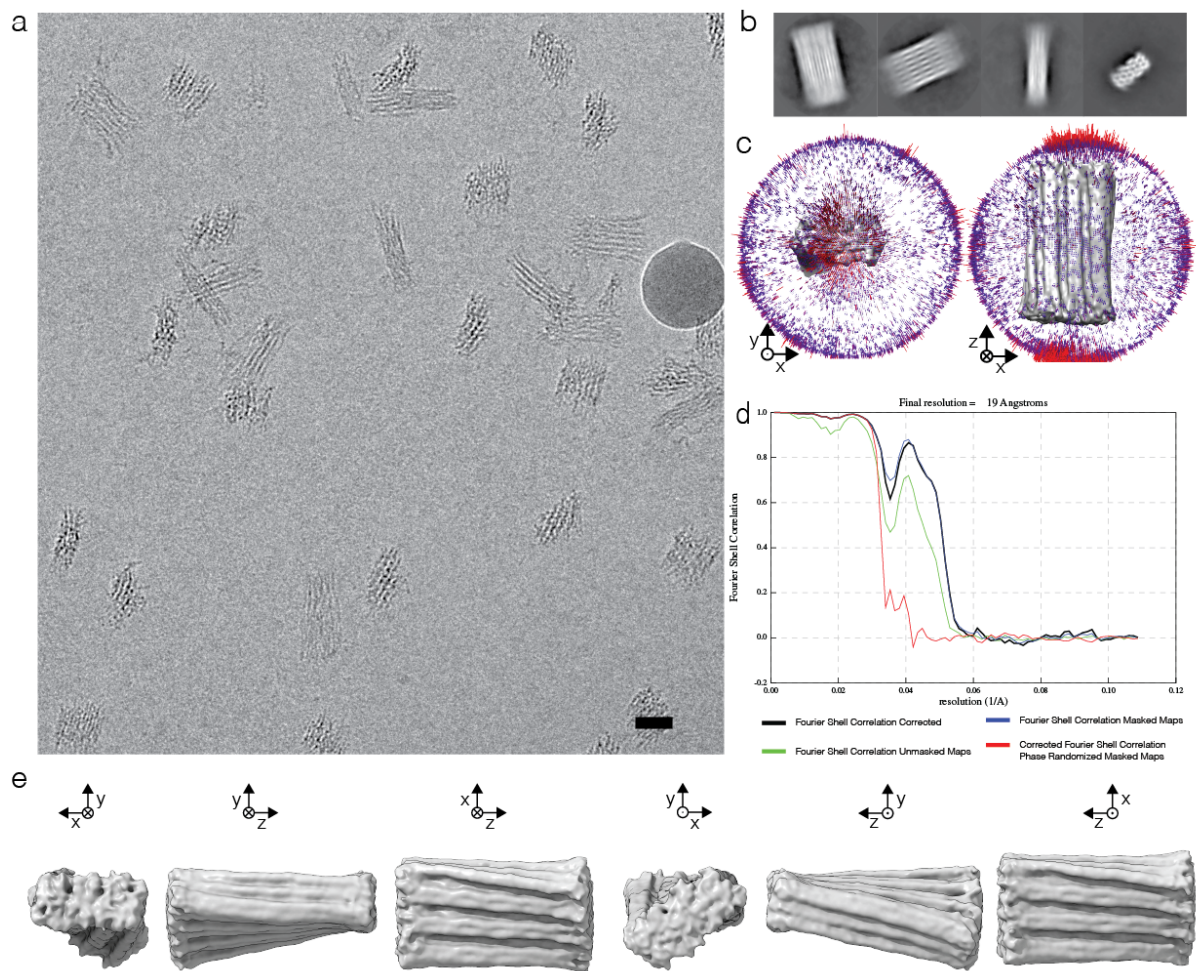 a
b
c
y
x
z
x
d
Final resolution = 19 Angstroms
Fourier Shell Correlation
1.0
0.8
0.6
0.4
0.2
0.0
-0.2
0.00 0.02 0.04 0.06 0.08 0.10 0.12
resolution (1/A)
Fourier Shell Correlation Corrected
Fourier Shell Correlation Masked Maps
Fourier Shell Correlation Unmasked Maps
Corrected Fourier Shell Correlation
Phase Randomized Masked Maps
e
y
x
y
z
x
z
y
x
y
z
x
z